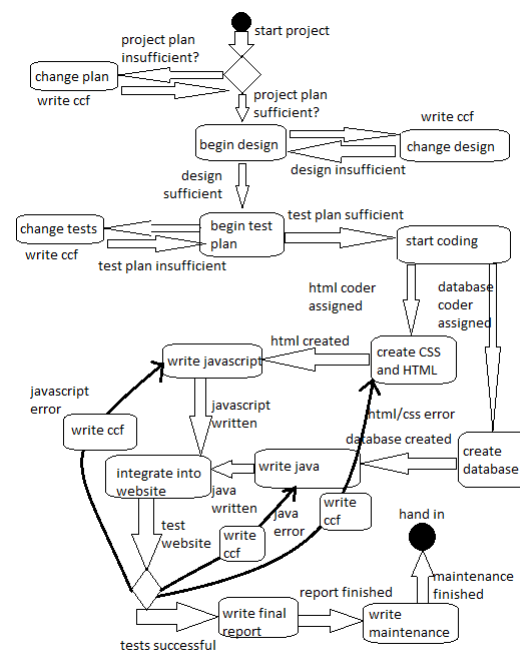 start project
project plan
insufficient?
change plan
write ccf
project plan
sufficient?
write ccf
begin design
change design
design insufficient
design
sufficient
change tests
write ccf
begin test
plan
test plan sufficient
test plan insufficient
start coding
html coder
assigned
database
coder
assigned
html created
write javascript
create CSS
and HTML
javascript
error
write ccf
javascript
written
html/css error
database created
create
database
integrate into
website
write java
java
written
java
error
write
ccf
write
ccf
test
website
hand in
maintenance
finished
report finished
write final
report
write
maintenance
tests successful